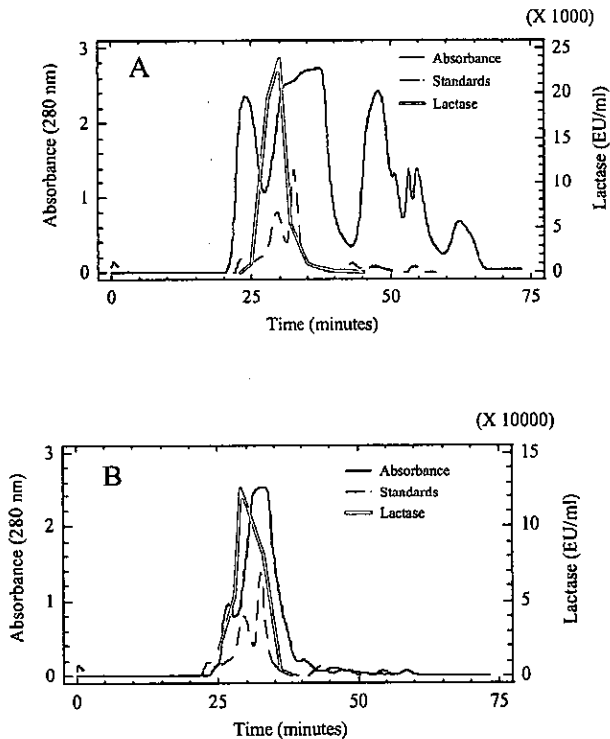 (X 1000)
A
Absorbance
Standards
Lactase
3
2
1
0
Absorbance (280 nm)
25
20
15
10
5
0
Lactase (EU/ml)
0 25 50 75
Time (minutes)
(X 10000)
B
Absorbance
Standards
Lactase
3
2
1
0
Absorbance (280 nm)
15
10
5
0
Lactase (EU/ml)
0 25 50 75
Time (minutes)